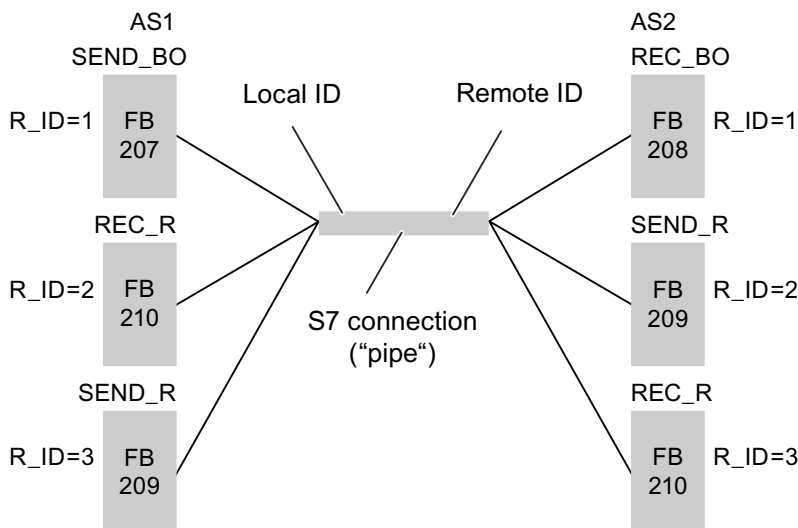 AS1
AS2
SEND_BO
REC_BO
Local ID
Remote ID
R_ID=1
FB
207
FB
208
R_ID=1
REC_R
SEND_R
R_ID=2
FB
210
S7 connection
("pipe“)
FB
209
R_ID=2
SEND_R
REC_R
R_ID=3
FB
209
FB
210
R_ID=3